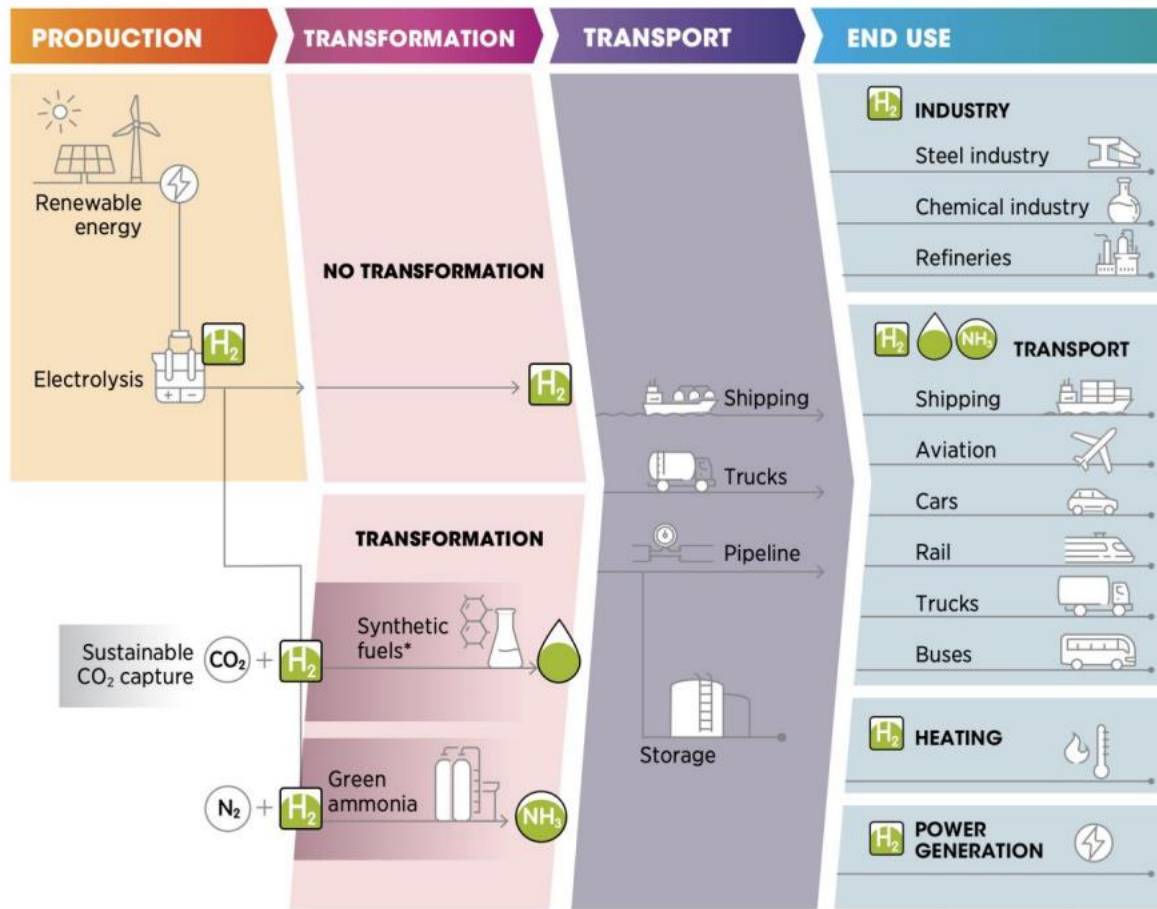 PRODUCTION
TRANSFORMATION
TRANSPORT
END USE
Renewable
energy
Electrolysis
H₂
NO TRANSFORMATION
H₂
TRANSFORMATION
Sustainable
CO₂ capture
CO₂ + H₂
Synthetic
fuels*
N₂ + H₂
Green
ammonia
NH₃
Shipping
Trucks
Pipeline
Storage
H₂ INDUSTRY
Steel industry
Chemical industry
Refineries
H₂ NH₃ TRANSPORT
Shipping
Aviation
Cars
Rail
Trucks
Buses
H₂ HEATING
H₂ POWER
GENERATION